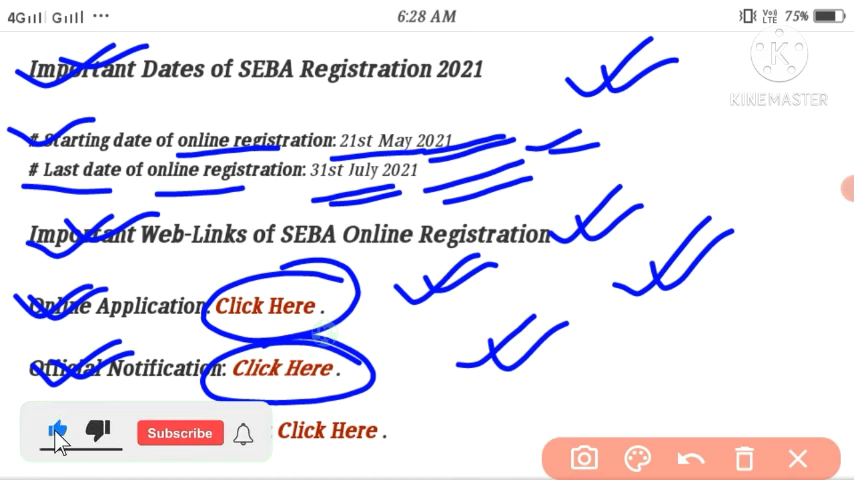 4G G ... 6:28 AM Vo) LTE 75%
K
KINEMASTER
Important Dates of SEBA Registration 2021
# Starting date of online registration: 21st May 2021
# Last date of online registration: 31st July 2021
Important Web-Links of SEBA Online Registration
Online Application: Click Here .
Official Notification: Click Here .
Subscribe : Click Here .